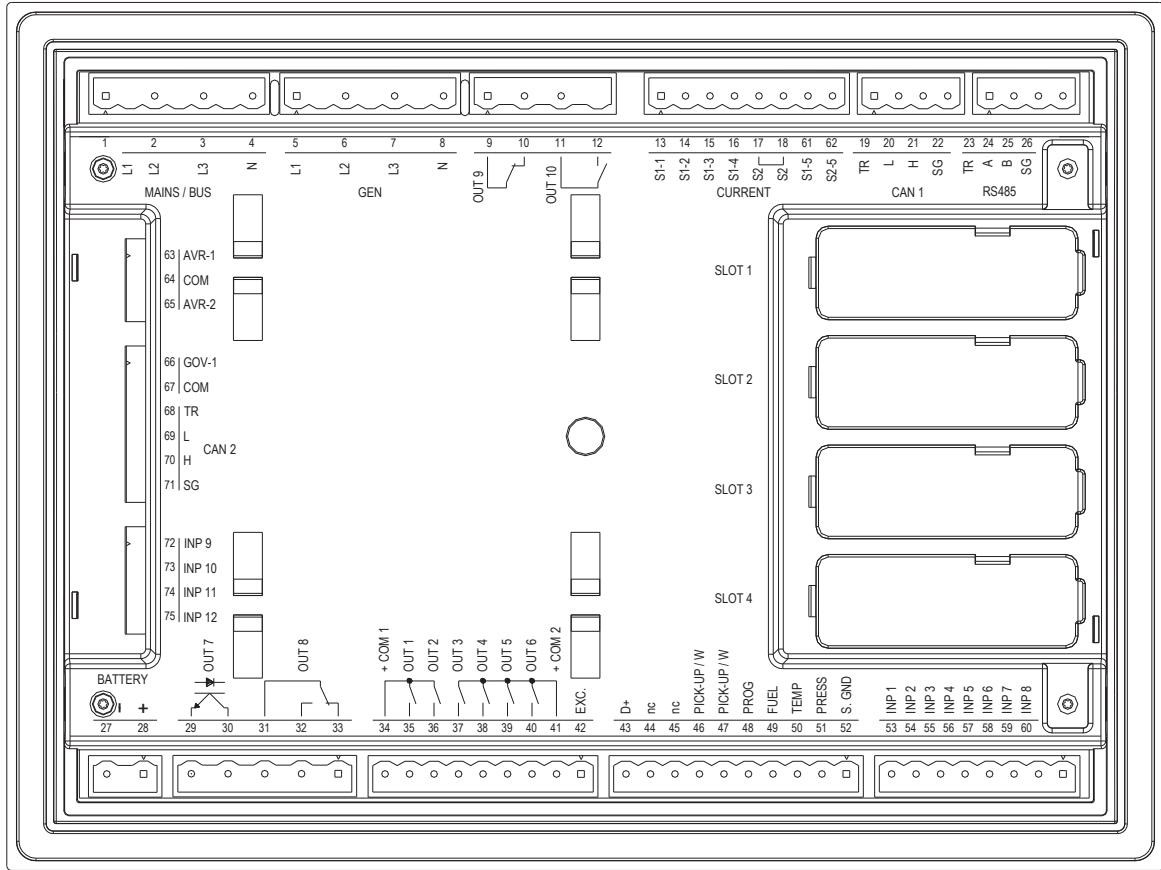 1 2 3 4 5 6 7 8 9 10 11 12 13 14 15 16 17 18 61 62 19 20 21 22 23 24 25 26
L1 L2 L3 N L1 L2 L3 N OUT 9 OUT 10 S1-1 S1-2 S1-3 S1-4 S2 S2 S1-5 S2-5 TR L H SG TR A B SG
MAINS / BUS GEN CURRENT CAN 1 RS485
63 AVR-1
64 COM
65 AVR-2
SLOT 1
66 GOV-1
67 COM
SLOT 2
68 TR
69 L
CAN 2
70 H
71 SG
SLOT 3
72 INP 9
73 INP 10
74 INP 11
75 INP 12
SLOT 4
BATTERY
- + OUT 7 OUT 8 + COM 1 OUT 1 OUT 2 OUT 3 OUT 4 OUT 5 OUT 6 + COM 2 EXC. D+ nc nc PICK-UP / W PICK-UP / W PROG FUEL TEMP PRESS S. GND INP 1 INP 2 INP 3 INP 4 INP 5 INP 6 INP 7 INP 8
27 28 29 30 31 32 33 34 35 36 37 38 39 40 41 42 43 44 45 46 47 48 49 50 51 52 53 54 55 56 57 58 59 60